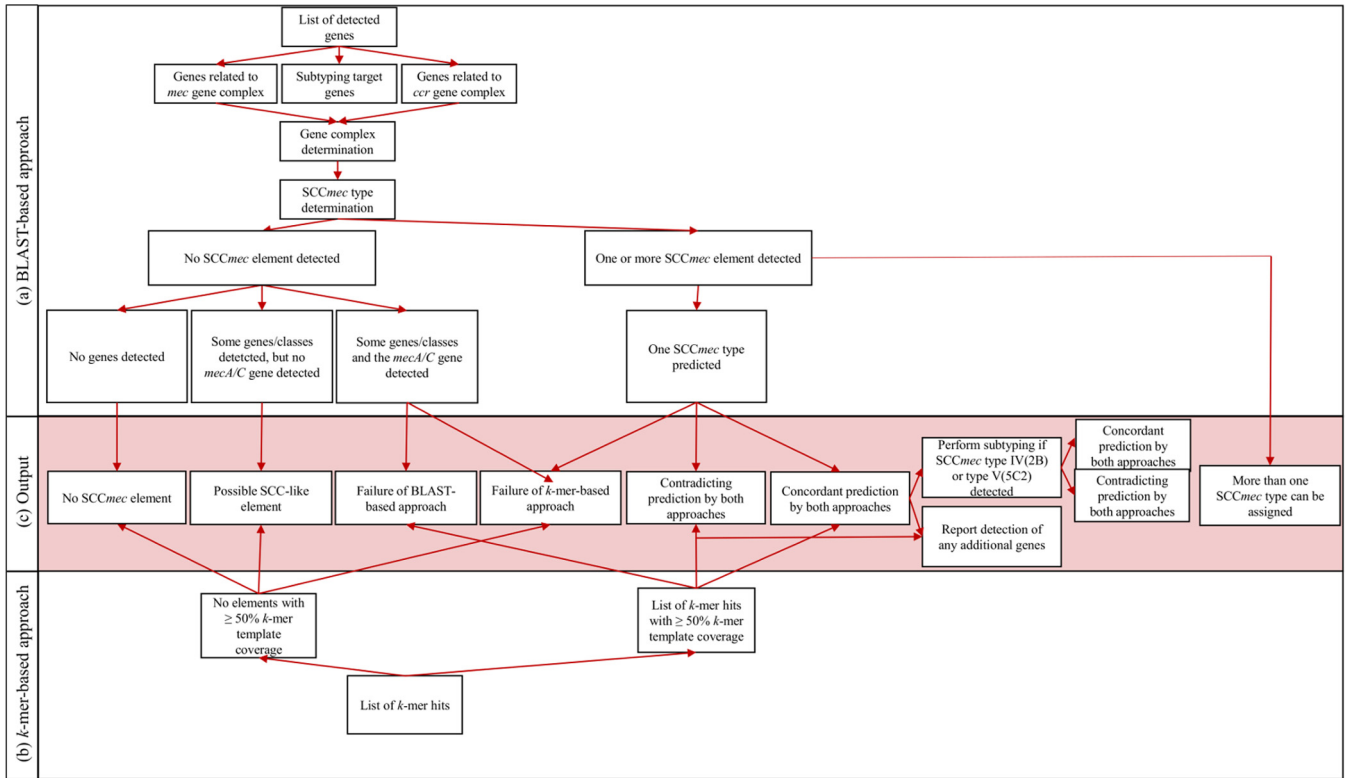 (a) BLAST-based approach
List of detected
genes
Genes related to
mec gene complex
Subtyping target
genes
Genes related to
ccr gene complex
Gene complex
determination
SCCmec type
determination
No SCCmec element detected
One or more SCCmec element detected
No genes detected
Some genes/classes
detetcted, but no
mecA/C gene detected
Some genes/classes
and the mecA/C gene
detected
One SCCmec type
predicted
(c) Output
No SCCmec element
Possible SCC-like
element
Failure of BLAST-
based approach
Failure of k-mer-based
approach
Contradicting
prediction by both
approaches
Concordant prediction
by both approaches
Perform subtyping if
SCCmec type IV(2B)
or type V(5C2)
detected
Report detection of
any additional genes
Concordant
prediction by
both approaches
Contradicting
prediction by
both approaches
More than one
SCCmec type can be
assigned
(b) k-mer-based approach
No elements with
≥ 50% k-mer
template
coverage
List of k-mer hits
with ≥ 50% k-mer
template coverage
List of k-mer hits